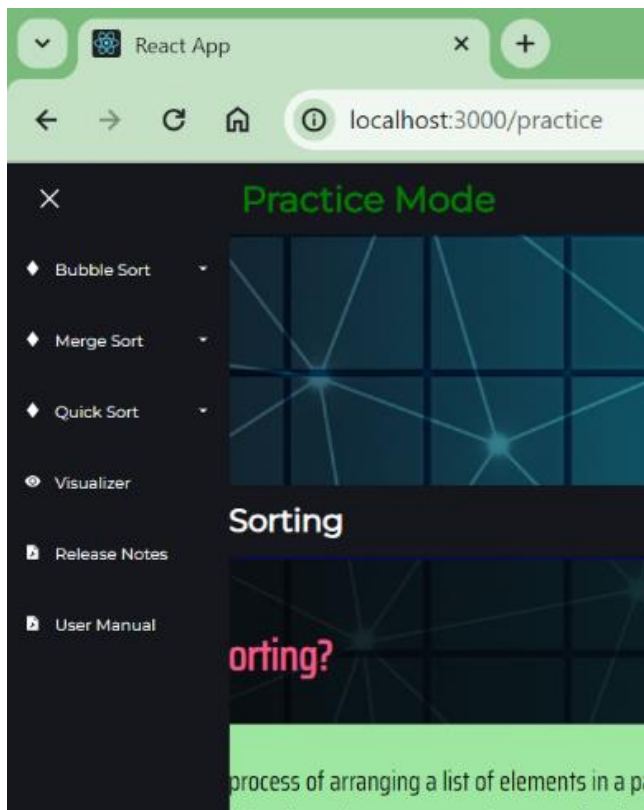 React App
localhost:3000/practice
Practice Mode
Bubble Sort
Merge Sort
Quick Sort
Visualizer
Sorting
Release Notes
User Manual
orting?
process of arranging a list of elements in a